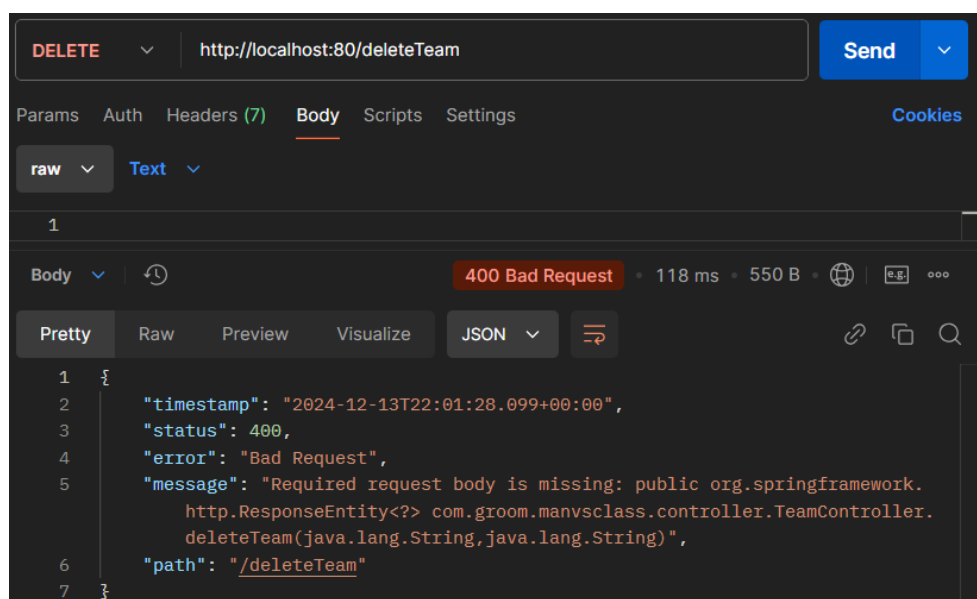 DELETE http://localhost:80/deleteTeam Send
Params Auth Headers (7) Body Scripts Settings Cookies
raw Text
1
Body 400 Bad Request 118 ms 550 B e.g.
Pretty Raw Preview Visualize JSON
1 {
2 "timestamp": "2024-12-13T22:01:28.099+00:00",
3 "status": 400,
4 "error": "Bad Request",
5 "message": "Required request body is missing: public org.springframework.
http.ResponseEntity<?> com.groom.manvsclass.controller.TeamController.
deleteTeam(java.lang.String,java.lang.String)",
6 "path": "/deleteTeam"
7 }